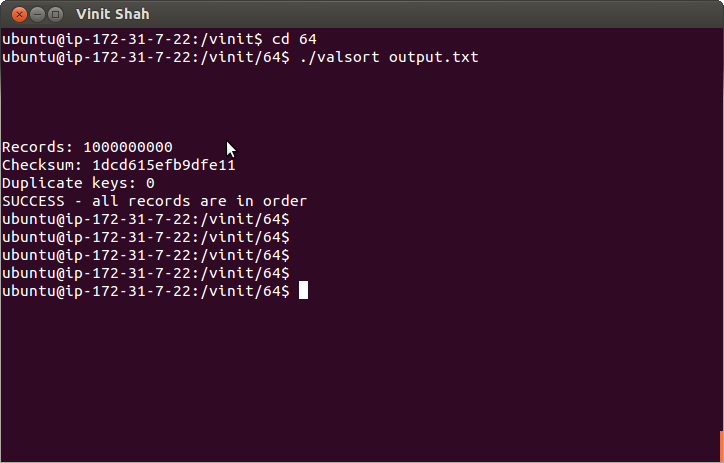 Vinit Shah
ubuntu@ip-172-31-7-22:/vinit$ cd 64
ubuntu@ip-172-31-7-22:/vinit/64$ ./valsort output.txt
Records: 1000000000
Checksum: 1dcd615efb9dfe11
Duplicate keys: 0
SUCCESS - all records are in order
ubuntu@ip-172-31-7-22:/vinit/64$
ubuntu@ip-172-31-7-22:/vinit/64$
ubuntu@ip-172-31-7-22:/vinit/64$
ubuntu@ip-172-31-7-22:/vinit/64$
ubuntu@ip-172-31-7-22:/vinit/64$